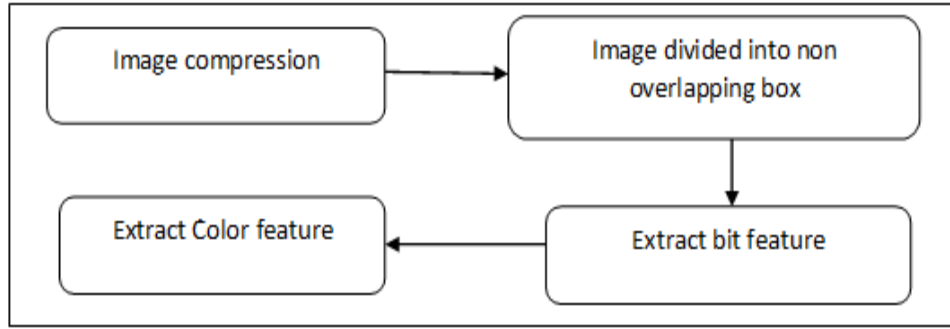 Image compression
Image divided into non
overlapping box
Extract bit feature
Extract Color feature